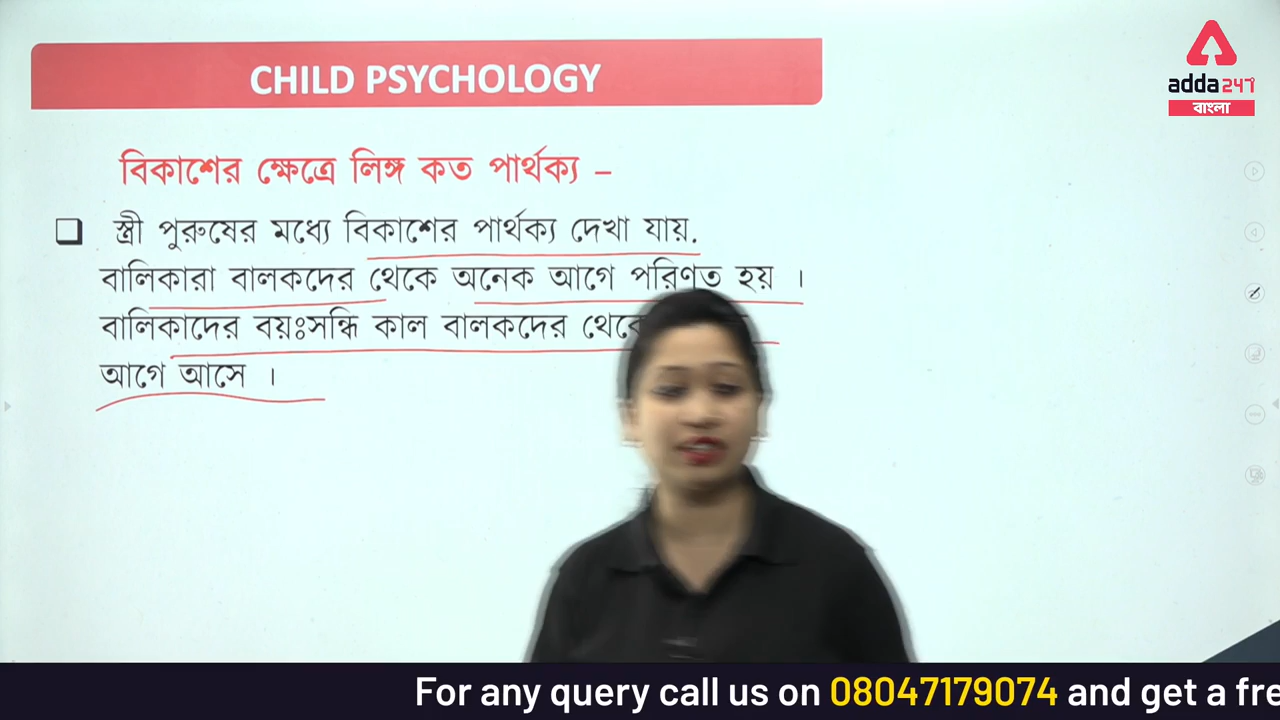 CHILD PSYCHOLOGY
adda247
বাংলা
বিকাশের ক্ষেত্রে লিঙ্গ কত পার্থক্য –
স্ত্রী পুরুষের মধ্যে বিকাশের পার্থক্য দেখা যায়.
বালিকারা বালকদের থেকে অনেক আগে পরিণত হয় ।
বালিকাদের বয়ঃসন্ধি কাল বালকদের
আগে আসে ।
For any query call us on 08047179074 and get a